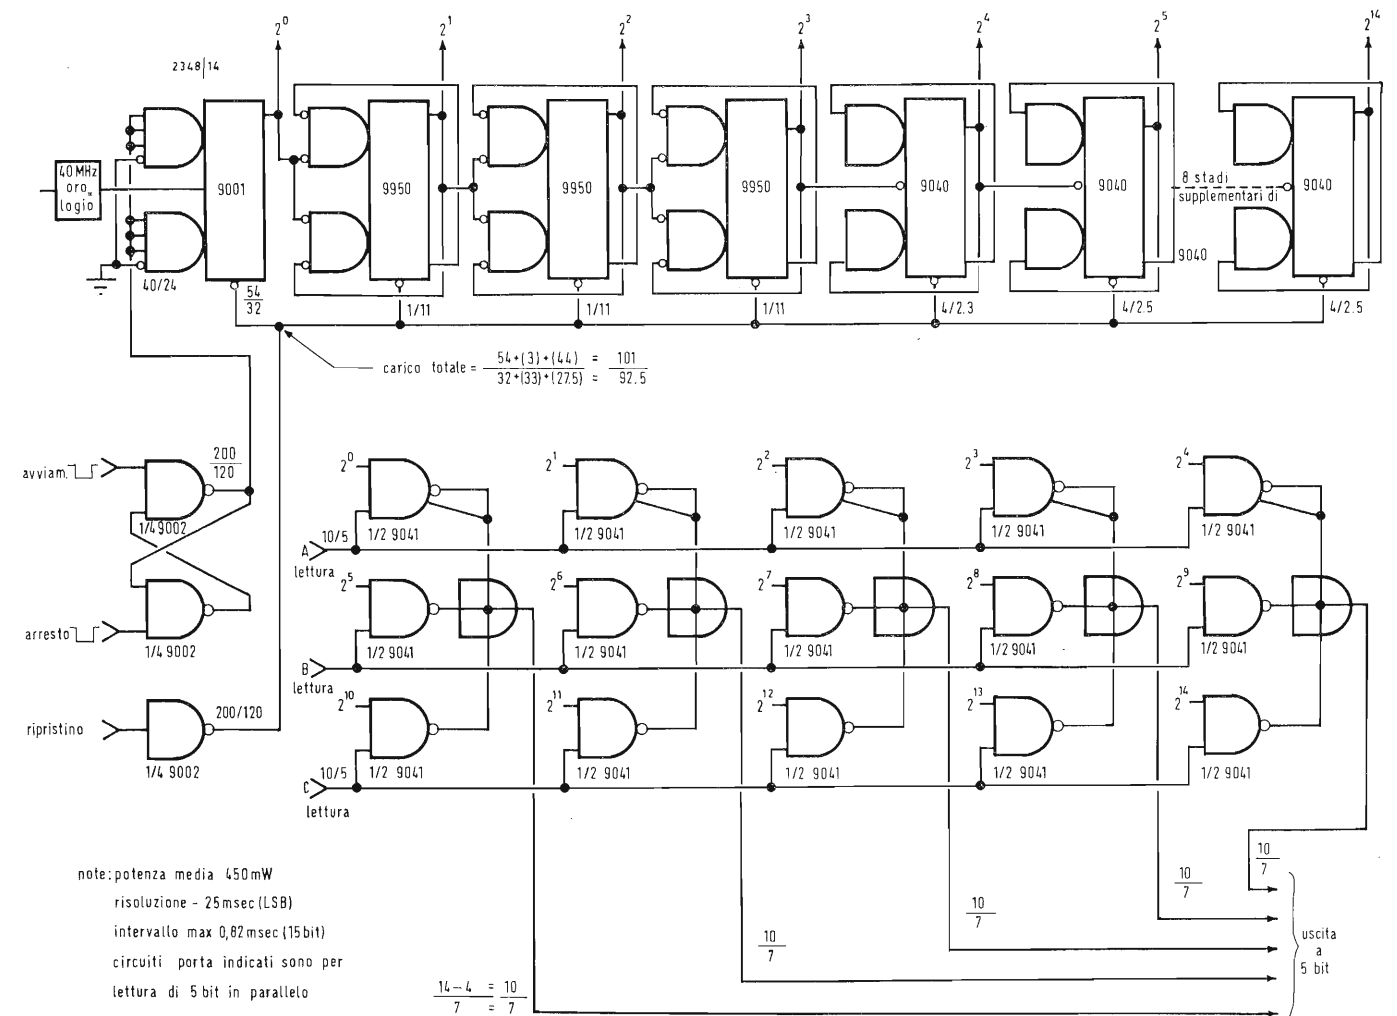 2348/14
2^0
2^1
2^2
2^3
2^4
2^5
2^14
40 MHz
oro=
logio
9001
9950
9950
9950
9040
9040
8 stadi
supplementari di
9040
9040
40/24
54
32
1/11
1/11
1/11
4/2.3
4/2.5
4/2.5
carico totale = 54+(3)+(44) = 101
32+(33)+(27.5) = 92.5
avviam.
200
120
1/4 9002
arresto
1/4 9002
ripristino
200/120
1/4 9002
2^0
2^1
2^2
2^3
2^4
1/2 9041
1/2 9041
1/2 9041
1/2 9041
1/2 9041
A 10/5
lettura
2^5
2^6
2^7
2^8
2^9
1/2 9041
1/2 9041
1/2 9041
1/2 9041
1/2 9041
B
lettura
2^10
2^11
2^12
2^13
2^14
1/2 9041
1/2 9041
1/2 9041
1/2 9041
1/2 9041
C 10/5
lettura
10
7
10
7
10
7
10
7
14-4 = 10
7 = 7
uscita
a
5 bit
note: potenza media 450mW
risoluzione - 25msec (LSB)
intervallo max 0,82msec (15 bit)
circuiti porta indicati sono per
lettura di 5 bit in parallelo